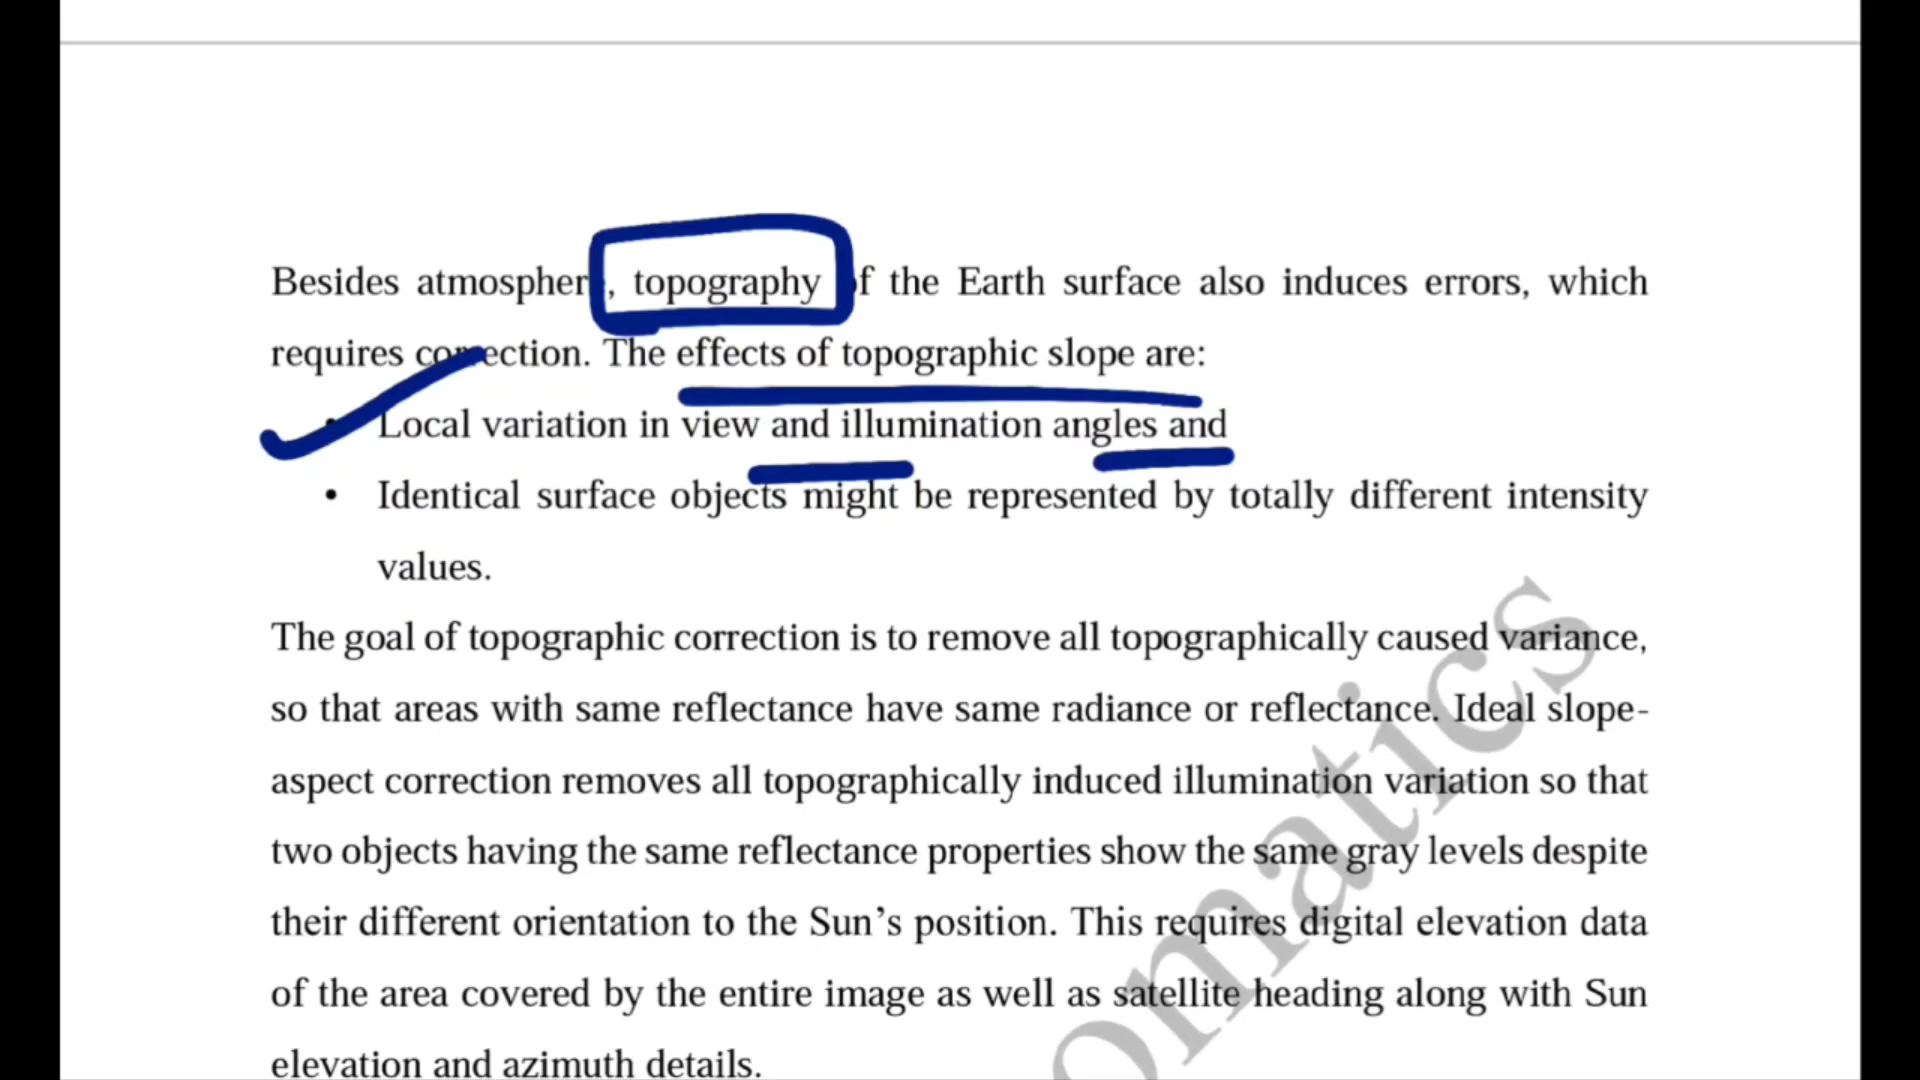 Besides atmosphere, topography of the Earth surface also induces errors, which
requires correction. The effects of topographic slope are:
• Local variation in view and illumination angles and
• Identical surface objects might be represented by totally different intensity
values.
The goal of topographic correction is to remove all topographically caused variance,
so that areas with same reflectance have same radiance or reflectance. Ideal slope-
aspect correction removes all topographically induced illumination variation so that
two objects having the same reflectance properties show the same gray levels despite
their different orientation to the Sun’s position. This requires digital elevation data
of the area covered by the entire image as well as satellite heading along with Sun
elevation and azimuth details.
omatics